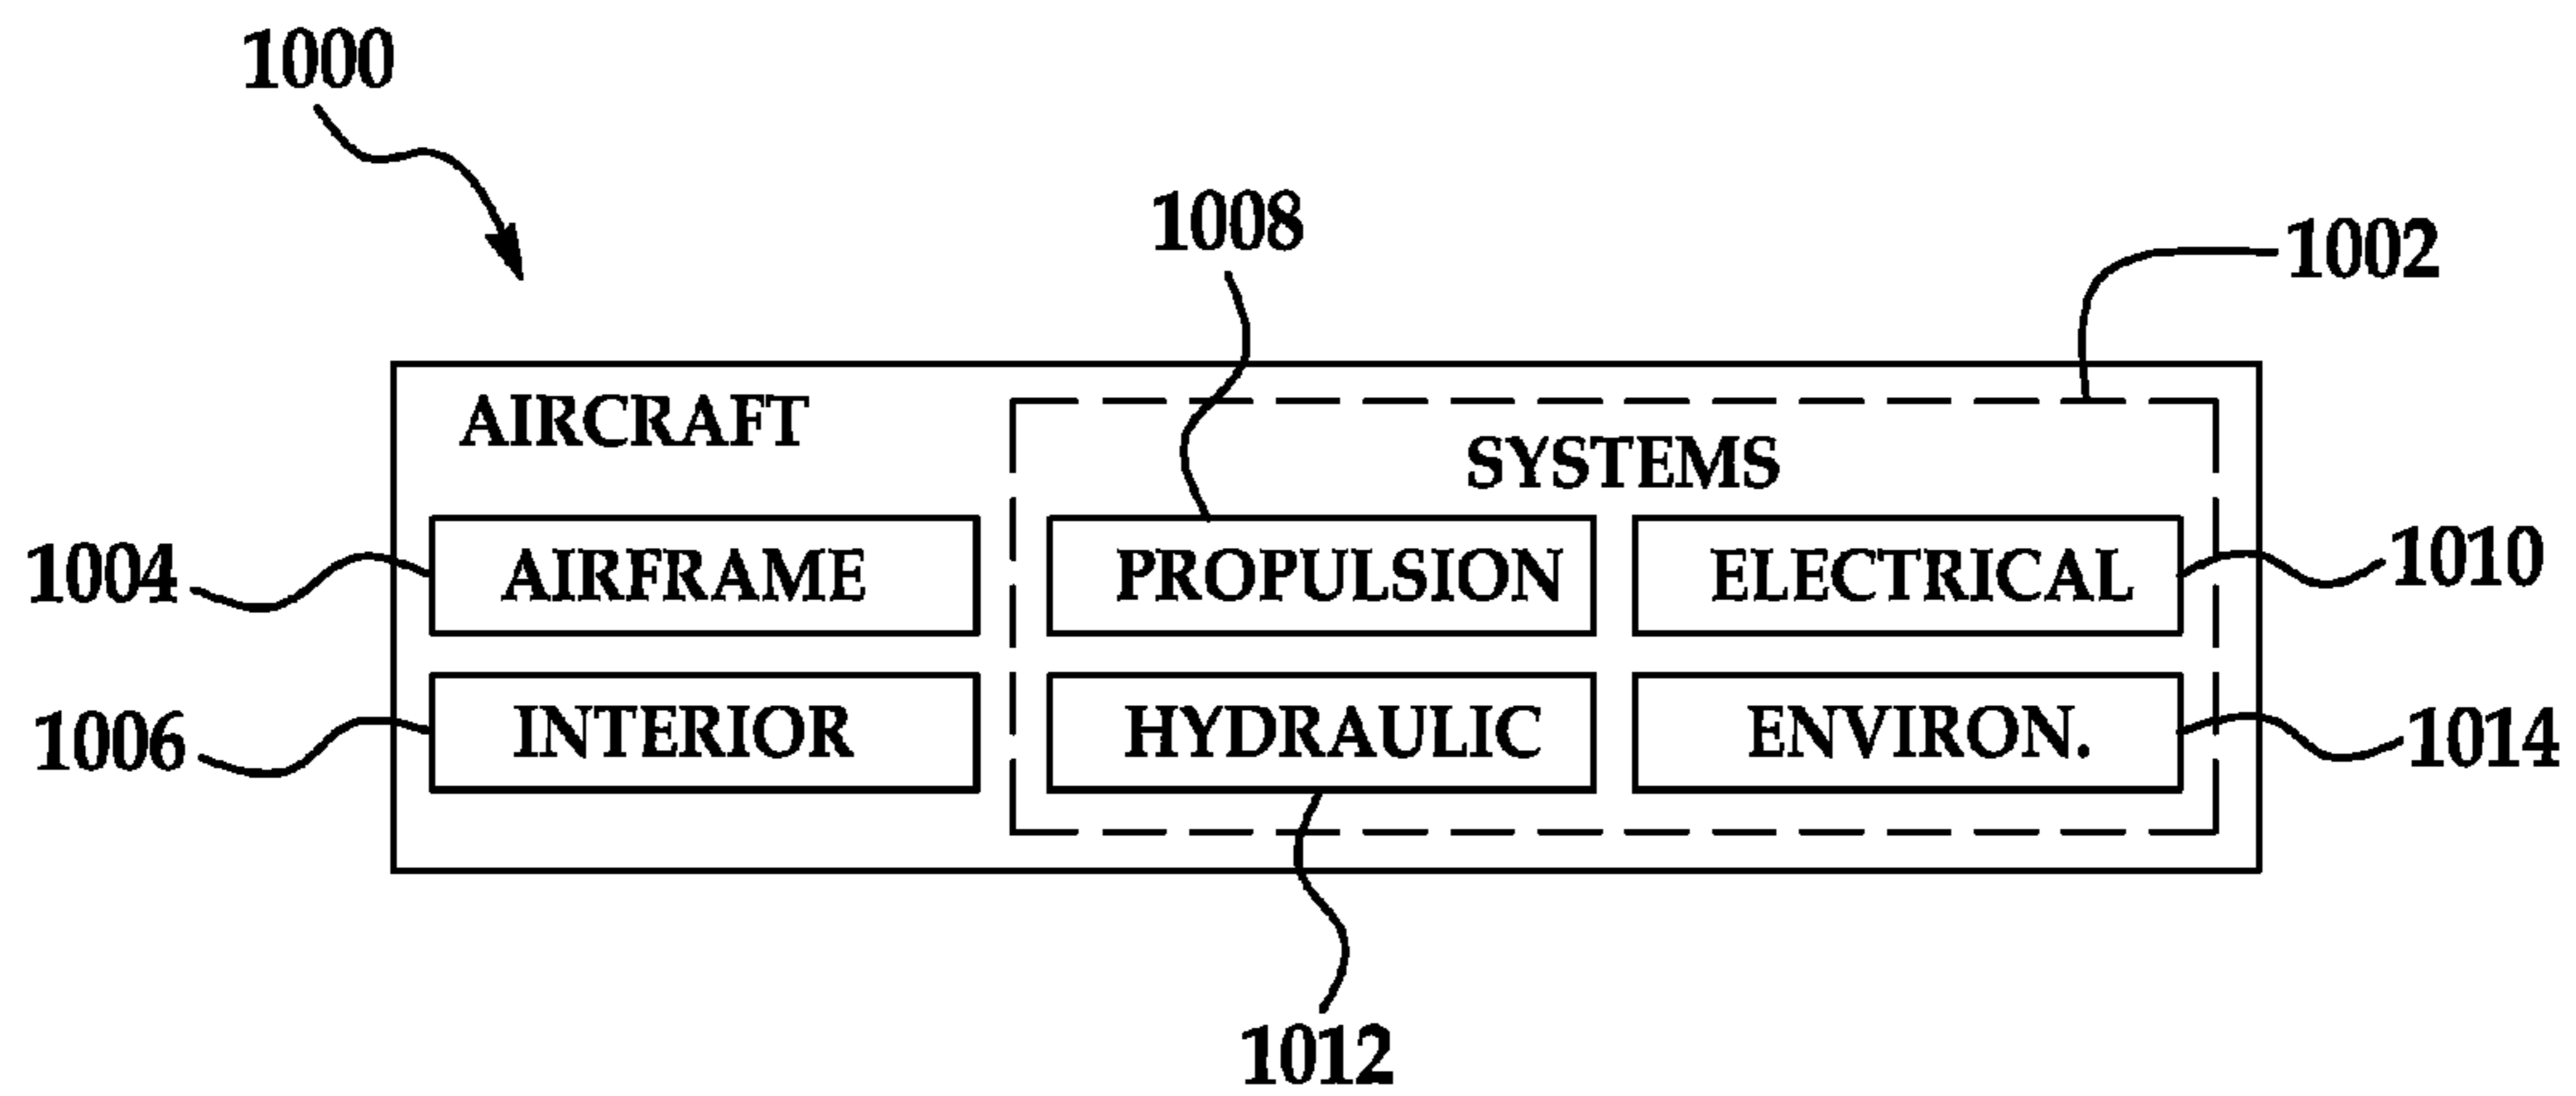 1000
1008
1002
AIRCRAFT
SYSTEMS
1004
AIRFRAME
PROPULSION
ELECTRICAL
1010
1006
INTERIOR
HYDRAULIC
ENVIRON.
1014
1012